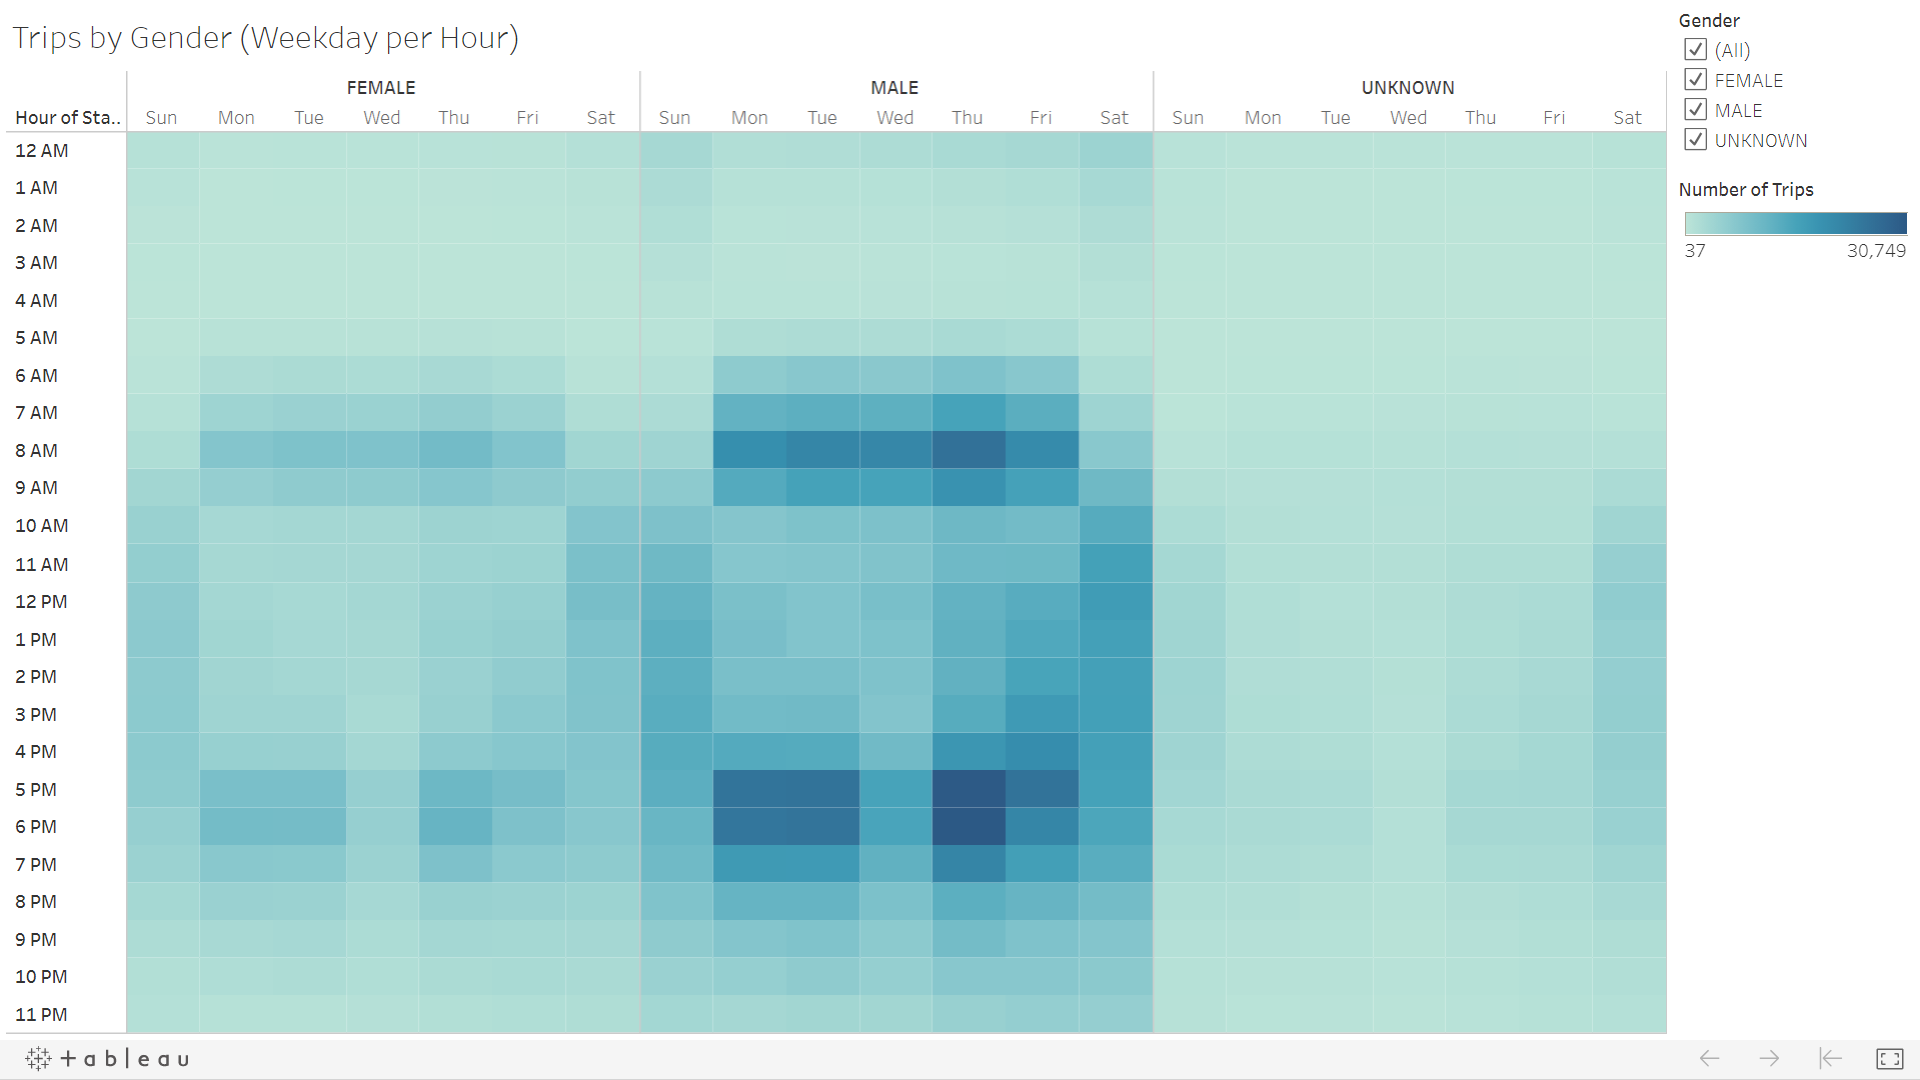 Trips by Gender (Weekday per Hour)
FEMALE MALE UNKNOWN
Hour of Sta.. Sun Mon Tue Wed Thu Fri Sat Sun Mon Tue Wed Thu Fri Sat Sun Mon Tue Wed Thu Fri Sat
12 AM
1 AM
2 AM
3 AM
4 AM
5 AM
6 AM
7 AM
8 AM
9 AM
10 AM
11 AM
12 PM
1 PM
2 PM
3 PM
4 PM
5 PM
6 PM
7 PM
8 PM
9 PM
10 PM
11 PM
Gender
(All)
FEMALE
MALE
UNKNOWN
Number of Trips
37 30,749
+ableau